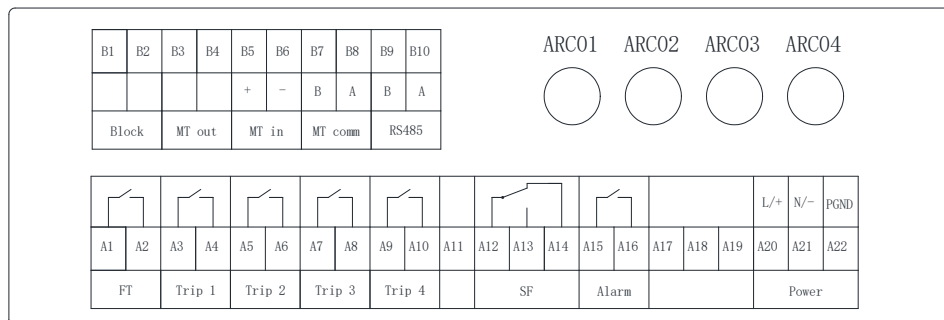 B1 B2 B3 B4 B5 B6 B7 B8 B9 B10
+ - B A B A
Block MT out MT in MT comm RS485
ARC01 ARC02 ARC03 ARC04
L/+ N/- PGND
A1 A2 A3 A4 A5 A6 A7 A8 A9 A10 A11 A12 A13 A14 A15 A16 A17 A18 A19 A20 A21 A22
FT Trip 1 Trip 2 Trip 3 Trip 4 SF Alarm Power